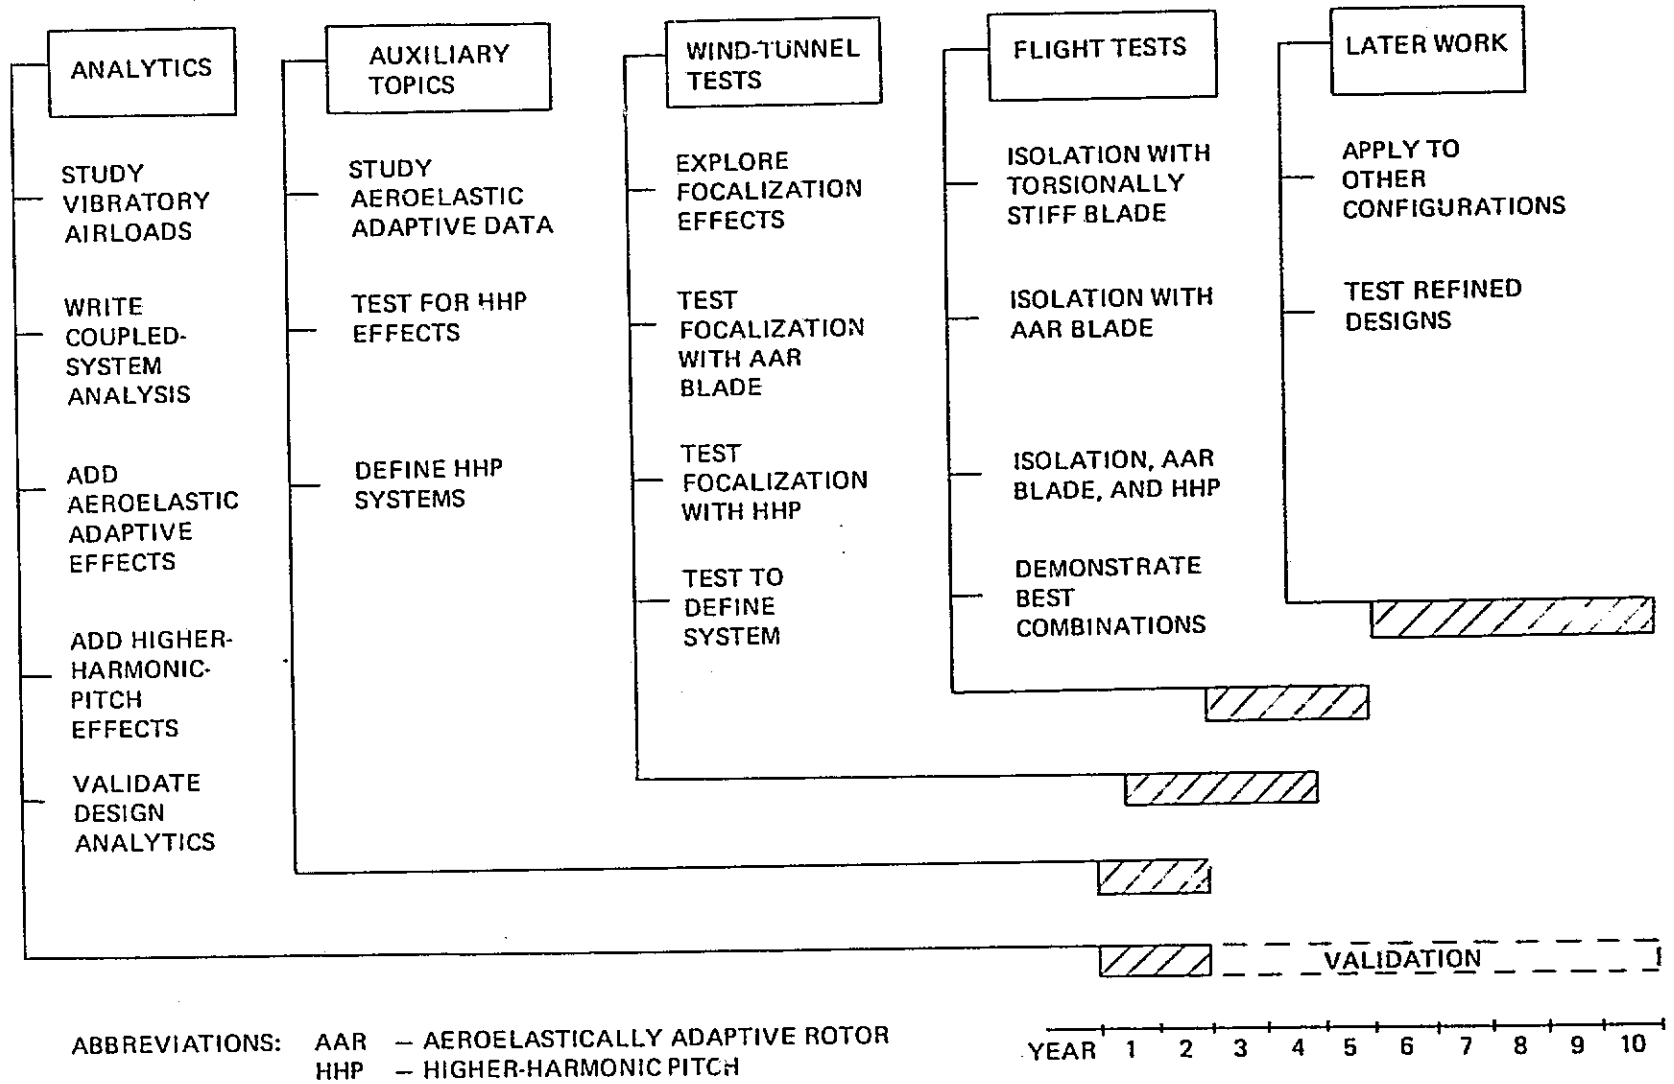 ANALYTICS
STUDY
VIBRATORY
AIRLOADS
WRITE
COUPLED-
SYSTEM
ANALYSIS
ADD
AEROELASTIC
ADAPTIVE
EFFECTS
ADD HIGHER-
HARMONIC-
PITCH
EFFECTS
VALIDATE
DESIGN
ANALYTICS
AUXILIARY
TOPICS
STUDY
AEROELASTIC
ADAPTIVE DATA
TEST FOR HHP
EFFECTS
DEFINE HHP
SYSTEMS
WIND-TUNNEL
TESTS
EXPLORE
FOCALIZATION
EFFECTS
TEST
FOCALIZATION
WITH AAR
BLADE
TEST
FOCALIZATION
WITH HHP
TEST TO
DEFINE
SYSTEM
FLIGHT TESTS
ISOLATION WITH
TORSIONALLY
STIFF BLADE
ISOLATION WITH
AAR BLADE
ISOLATION, AAR
BLADE, AND HHP
DEMONSTRATE
BEST
COMBINATIONS
LATER WORK
APPLY TO
OTHER
CONFIGURATIONS
TEST REFINED
DESIGNS
VALIDATION
YEAR 1 2 3 4 5 6 7 8 9 10
ABBREVIATIONS: AAR – AEROELASTICALLY ADAPTIVE ROTOR
HHP – HIGHER-HARMONIC PITCH